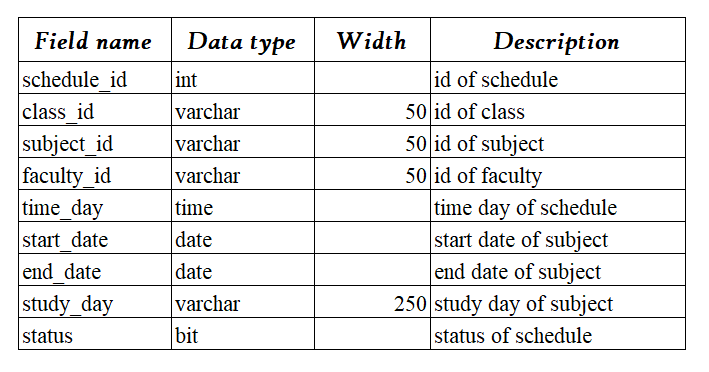 Field name Data type Width Description
schedule_id int id of schedule
class_id varchar 50 id of class
subject_id varchar 50 id of subject
faculty_id varchar 50 id of faculty
time_day time time day of schedule
start_date date start date of subject
end_date date end date of subject
study_day varchar 250 study day of subject
status bit status of schedule